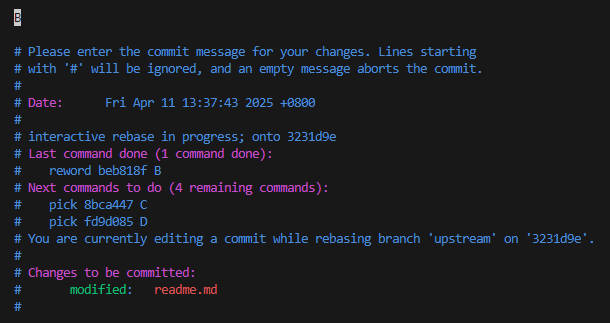 B
# Please enter the commit message for your changes. Lines starting
# with '#' will be ignored, and an empty message aborts the commit.
#
# Date:      Fri Apr 11 13:37:43 2025 +0800
#
# interactive rebase in progress; onto 3231d9e
# Last command done (1 command done):
#    reword beb818f B
# Next commands to do (4 remaining commands):
#    pick 8bca447 C
#    pick fd9d085 D
# You are currently editing a commit while rebasing branch 'upstream' on '3231d9e'.
#
# Changes to be committed:
#       modified:   readme.md
#